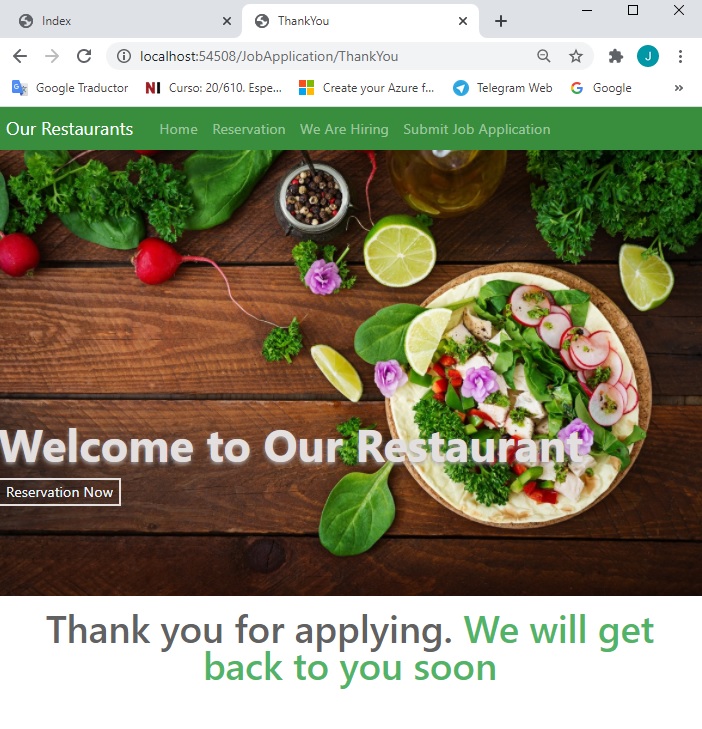 Index
ThankYou
localhost:54508/JobApplication/ThankYou
J
Google Traductor
NI Curso: 20/610. Espe...
Create your Azure f...
Telegram Web
G Google
»
Our Restaurants Home Reservation We Are Hiring Submit Job Application
Welcome to Our Restaurant
Reservation Now
Thank you for applying. We will get
back to you soon